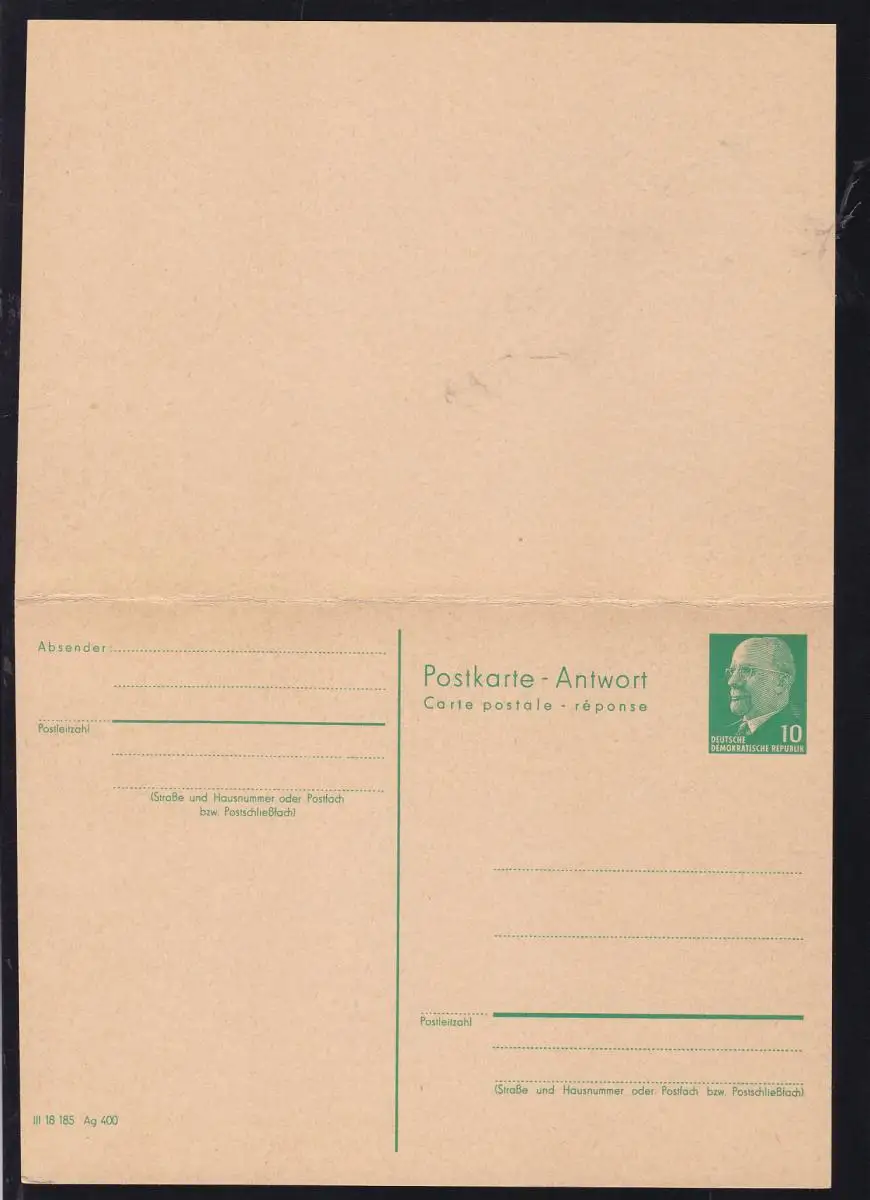 Absender:
Postleitzahl
(Straße und Hausnummer oder Postfach
bzw. Postschließfach)
III 18 185 Ag 400
Postkarte - Antwort
Carte postale - réponse
10
DEUTSCHE
DEMOKRATISCHE REPUBLIK
Postleitzahl
(Straße und Hausnummer oder Postfach bzw. Postschließfach)